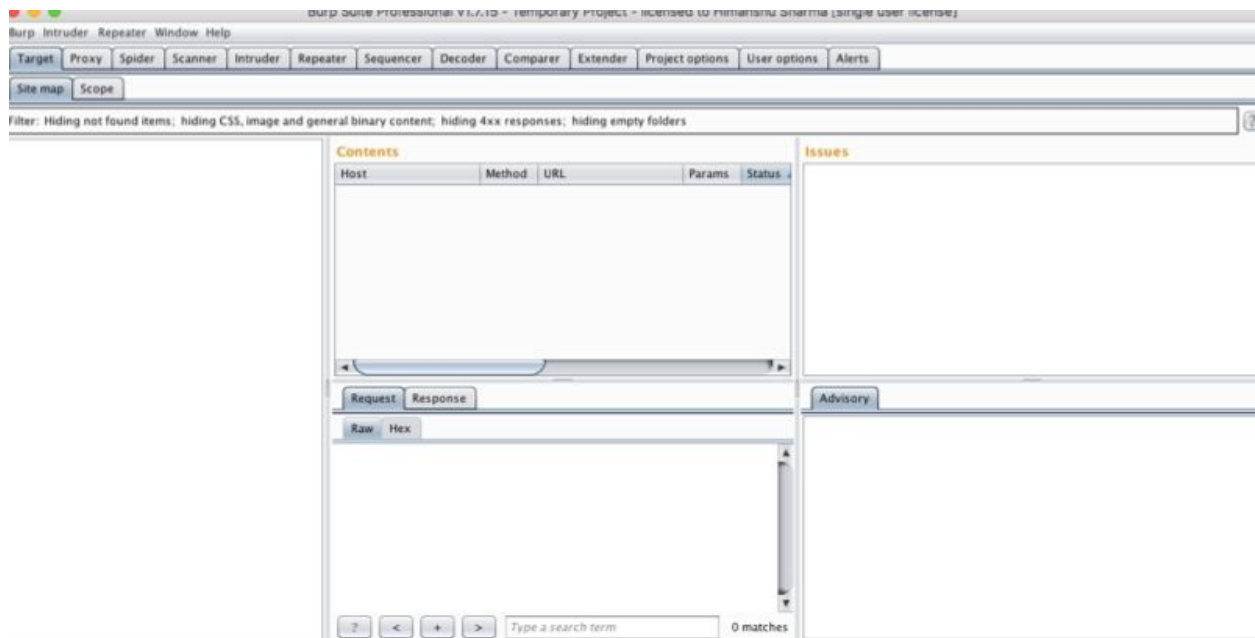 Burp Suite Professional v1.7.15 - Temporary Project - licensed to Himanshu Sharma [single user license]
Burp Intruder Repeater Window Help
Target Proxy Spider Scanner Intruder Repeater Sequencer Decoder Comparer Extender Project options User options Alerts
Site map Scope
Filter: Hiding not found items; hiding CSS, image and general binary content; hiding 4xx responses; hiding empty folders ?
Contents Issues
Host Method URL Params Status
Request Response Advisory
Raw Hex
? < + > Type a search term 0 matches